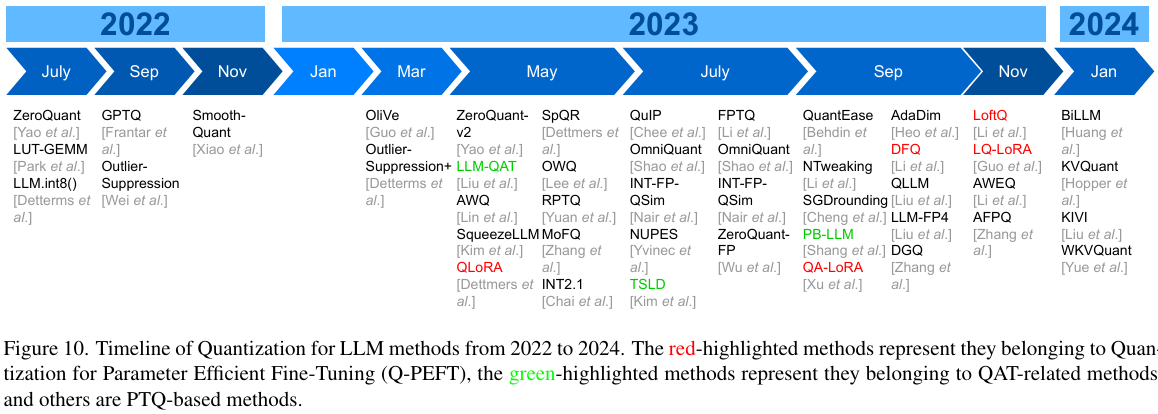 2022
2023
2024
July
Sep
Nov
Jan
Mar
May
July
Sep
Nov
Jan
ZeroQuant
[Yao et al.]
LUT-GEMM
[Park et al.]
LLM.int8()
[Detterms et
al.]
GPTQ
[Frantar et
al.]
Outlier-
Suppression
[Wei et al.]
Smooth-
Quant
[Xiao et al.]
OliVe
[Guo et al.]
Outlier-
Suppression+
[Detterms et
al.]
ZeroQuant-
v2
[Yao et al.]
LLM-QAT
[Liu et al.]
AWQ
[Lin et al.]
SqueezeLLM
[Kim et al.]
QLoRA
[Dettmers et
al.]
SpQR
[Dettmers et
al.]
OWQ
[Lee et al.]
RPTQ
[Yuan et al.]
MoFQ
[Zhang et
al.]
INT2.1
[Chai et al.]
QuIP
[Chee et al.]
OmniQuant
[Shao et al.]
INT-FP-
QSim
[Nair et al.]
NUPES
[Yvinec et
al.]
TSLD
[Kim et al.]
FPTQ
[Li et al.]
OmniQuant
[Shao et al.]
INT-FP-
QSim
[Nair et al.]
ZeroQuant-
FP
[Wu et al.]
QuantEase
[Behdin et
al.]
NTweaking
[Li et al.]
SGDrounding
[Cheng et al.]
PB-LLM
[Shang et al.]
QA-LoRA
[Xu et al.]
AdaDim
[Heo et al.]
DFQ
[Li et al.]
QLLM
[Liu et al.]
LLM-FP4
[Liu et al.]
DGQ
[Zhang et
al.]
LoftQ
[Li et al.]
LQ-LoRA
[Guo et al.]
AWEQ
[Li et al.]
AFPQ
[Zhang et
al.]
BiLLM
[Huang et
al.]
KVQuant
[Hopper et
al.]
KIVI
[Liu et al.]
WKVQuant
[Yue et al.]
Figure 10. Timeline of Quantization for LLM methods from 2022 to 2024. The red-highlighted methods represent they belonging to Quan-
tization for Parameter Efficient Fine-Tuning (Q-PEFT), the green-highlighted methods represent they belonging to QAT-related methods
and others are PTQ-based methods.